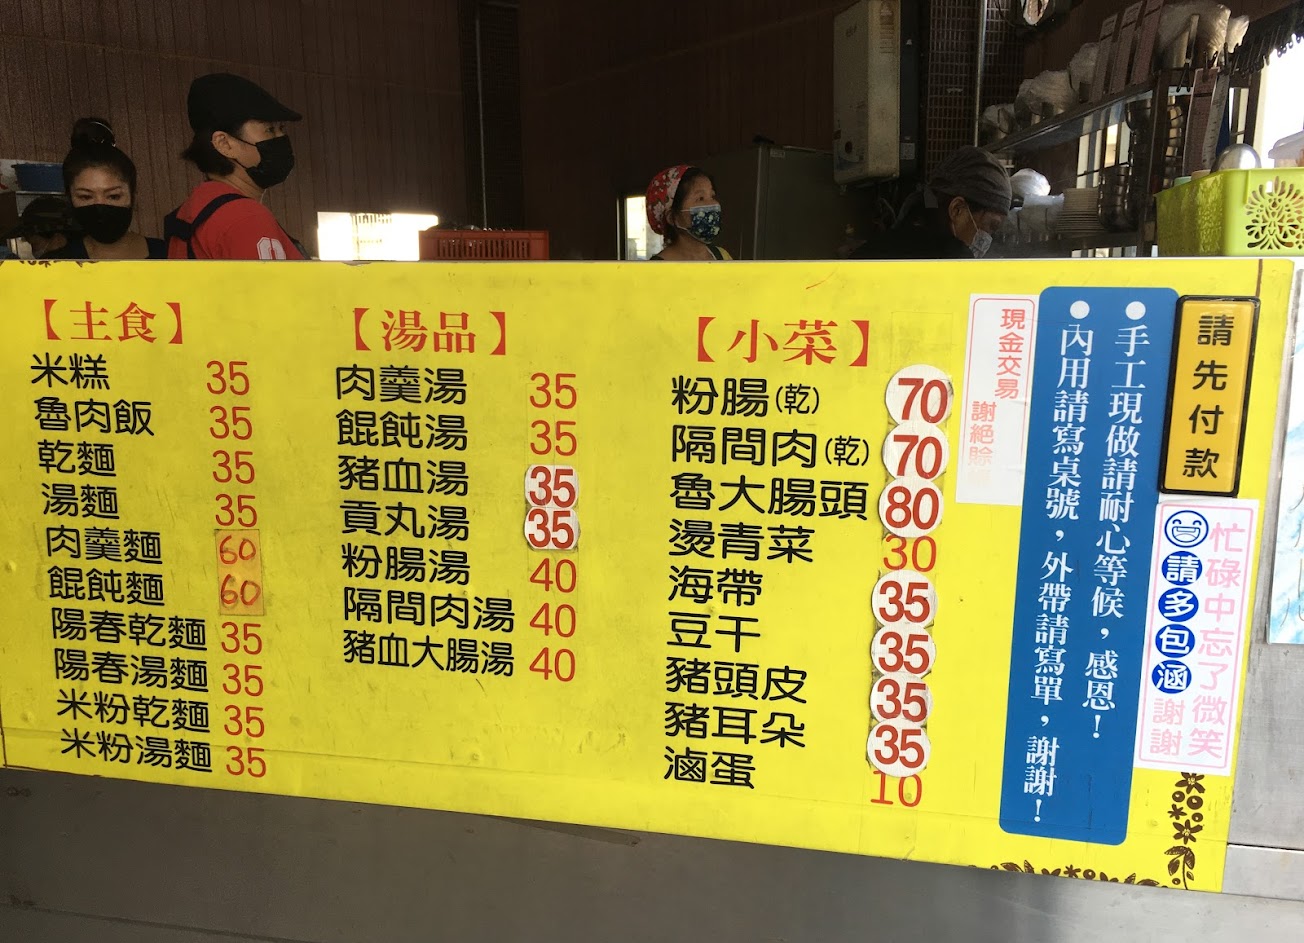 【主食】
米糕 35
魯肉飯 35
乾麵 35
湯麵 35
肉羹麵 60
餛飩麵 60
陽春乾麵 35
陽春湯麵 35
米粉乾麵 35
米粉湯麵 35
【湯品】
肉羹湯 35
餛飩湯 35
豬血湯 35
貢丸湯 35
粉腸湯 40
隔間肉湯 40
豬血大腸湯 40
【小菜】
粉腸(乾) 70
隔間肉(乾) 70
魯大腸頭 80
燙青菜 30
海帶 35
豆干 35
豬頭皮 35
豬耳朵 35
滷蛋 10
現金交易
謝絕賒
●手工現做請耐心等候，感恩！
●內用請寫桌號，外帶請寫單，謝謝！
請先付款
忙碌中忘了微笑
請多包涵謝謝